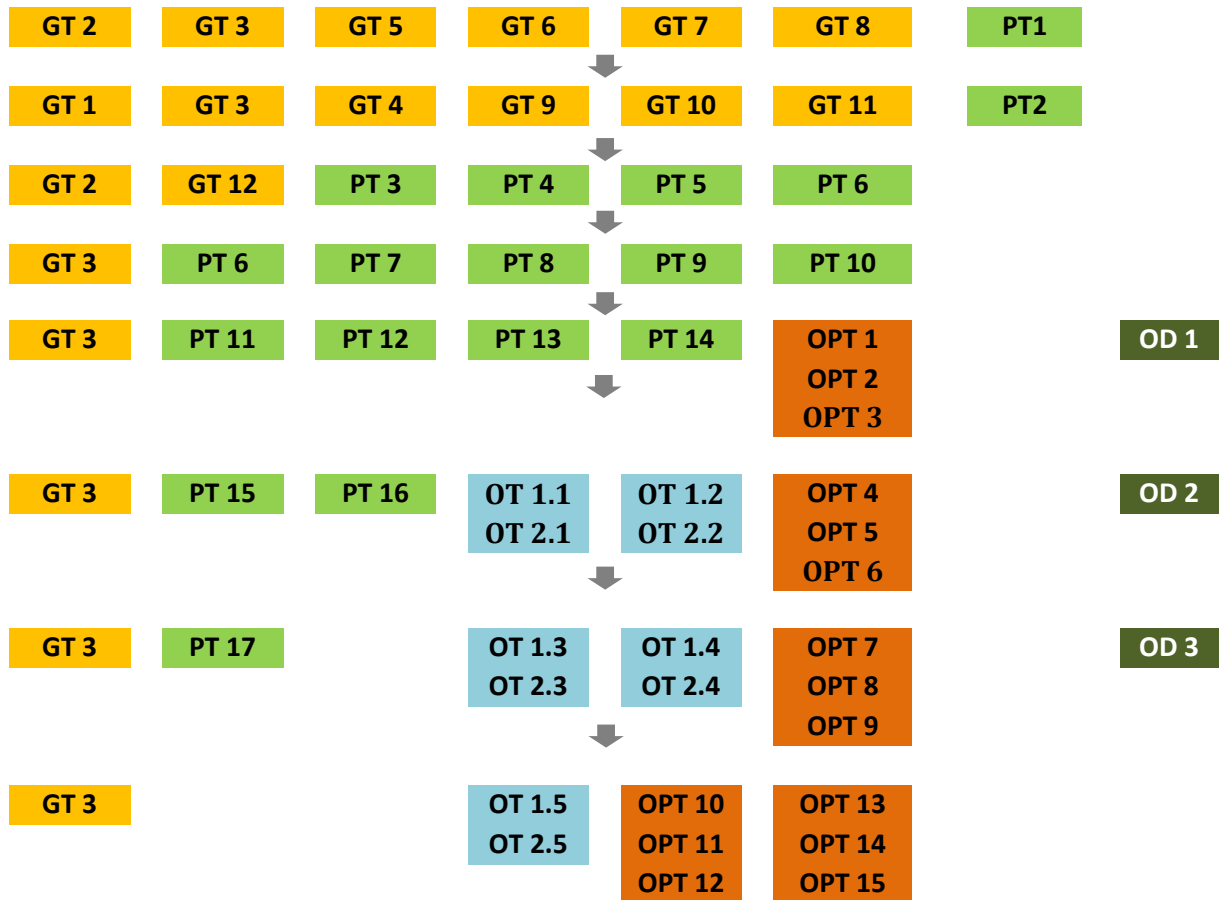 GT 2 GT 3 GT 5 GT 6 GT 7 GT 8 PT1
GT 1 GT 3 GT 4 GT 9 GT 10 GT 11 PT2
GT 2 GT 12 PT 3 PT 4 PT 5 PT 6
GT 3 PT 6 PT 7 PT 8 PT 9 PT 10
GT 3 PT 11 PT 12 PT 13 PT 14 OPT 1 OD 1
OPT 2
OPT 3
GT 3 PT 15 PT 16 OT 1.1 OT 1.2 OPT 4 OD 2
OT 2.1 OT 2.2 OPT 5
OPT 6
GT 3 PT 17 OT 1.3 OT 1.4 OPT 7 OD 3
OT 2.3 OT 2.4 OPT 8
OPT 9
GT 3 OT 1.5 OPT 10 OPT 13
OT 2.5 OPT 11 OPT 14
OPT 12 OPT 15